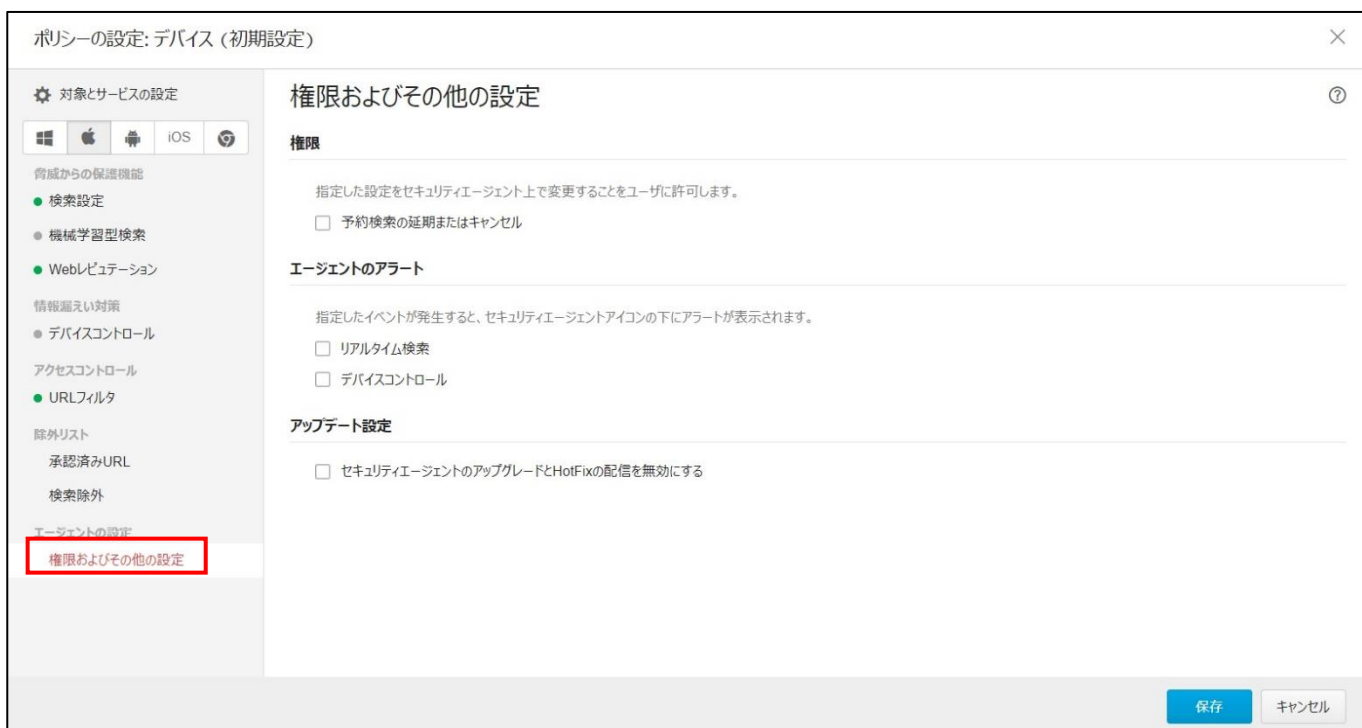 ポリシーの設定: デバイス (初期設定)
対象とサービスの設定
iOS
脅威からの保護機能
検索設定
機械学習型検索
Webレピュテーション
情報漏えい対策
デバイスコントロール
アクセスコントロール
URLフィルタ
除外リスト
承認済みURL
検索除外
エージェントの設定
権限およびその他の設定
権限およびその他の設定
権限
指定した設定をセキュリティエージェント上で変更することをユーザに許可します。
予約検索の延期またはキャンセル
エージェントのアラート
指定したイベントが発生すると、セキュリティエージェントアイコンの下にアラートが表示されます。
リアルタイム検索
デバイスコントロール
アップデート設定
セキュリティエージェントのアップグレードとHotFixの配信を無効にする
保存
キャンセル